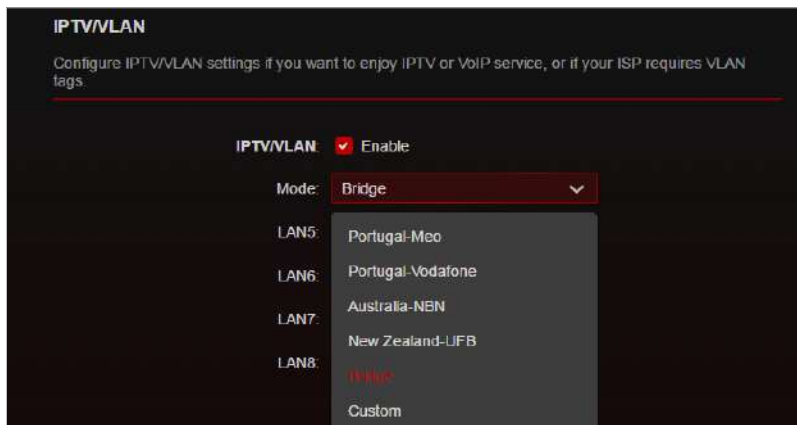 IPTV/VLAN
Configure IPTV/VLAN settings if you want to enjoy IPTV or VoIP service, or if your ISP requires VLAN
tags.
IPTV/VLAN: Enable
Mode: Bridge
LAN5:
Portugal-Meo
LAN6:
Portugal-Vodafone
Australia-NBN
LAN7:
New Zealand-UFB
LAN8:
Bridge
Custom